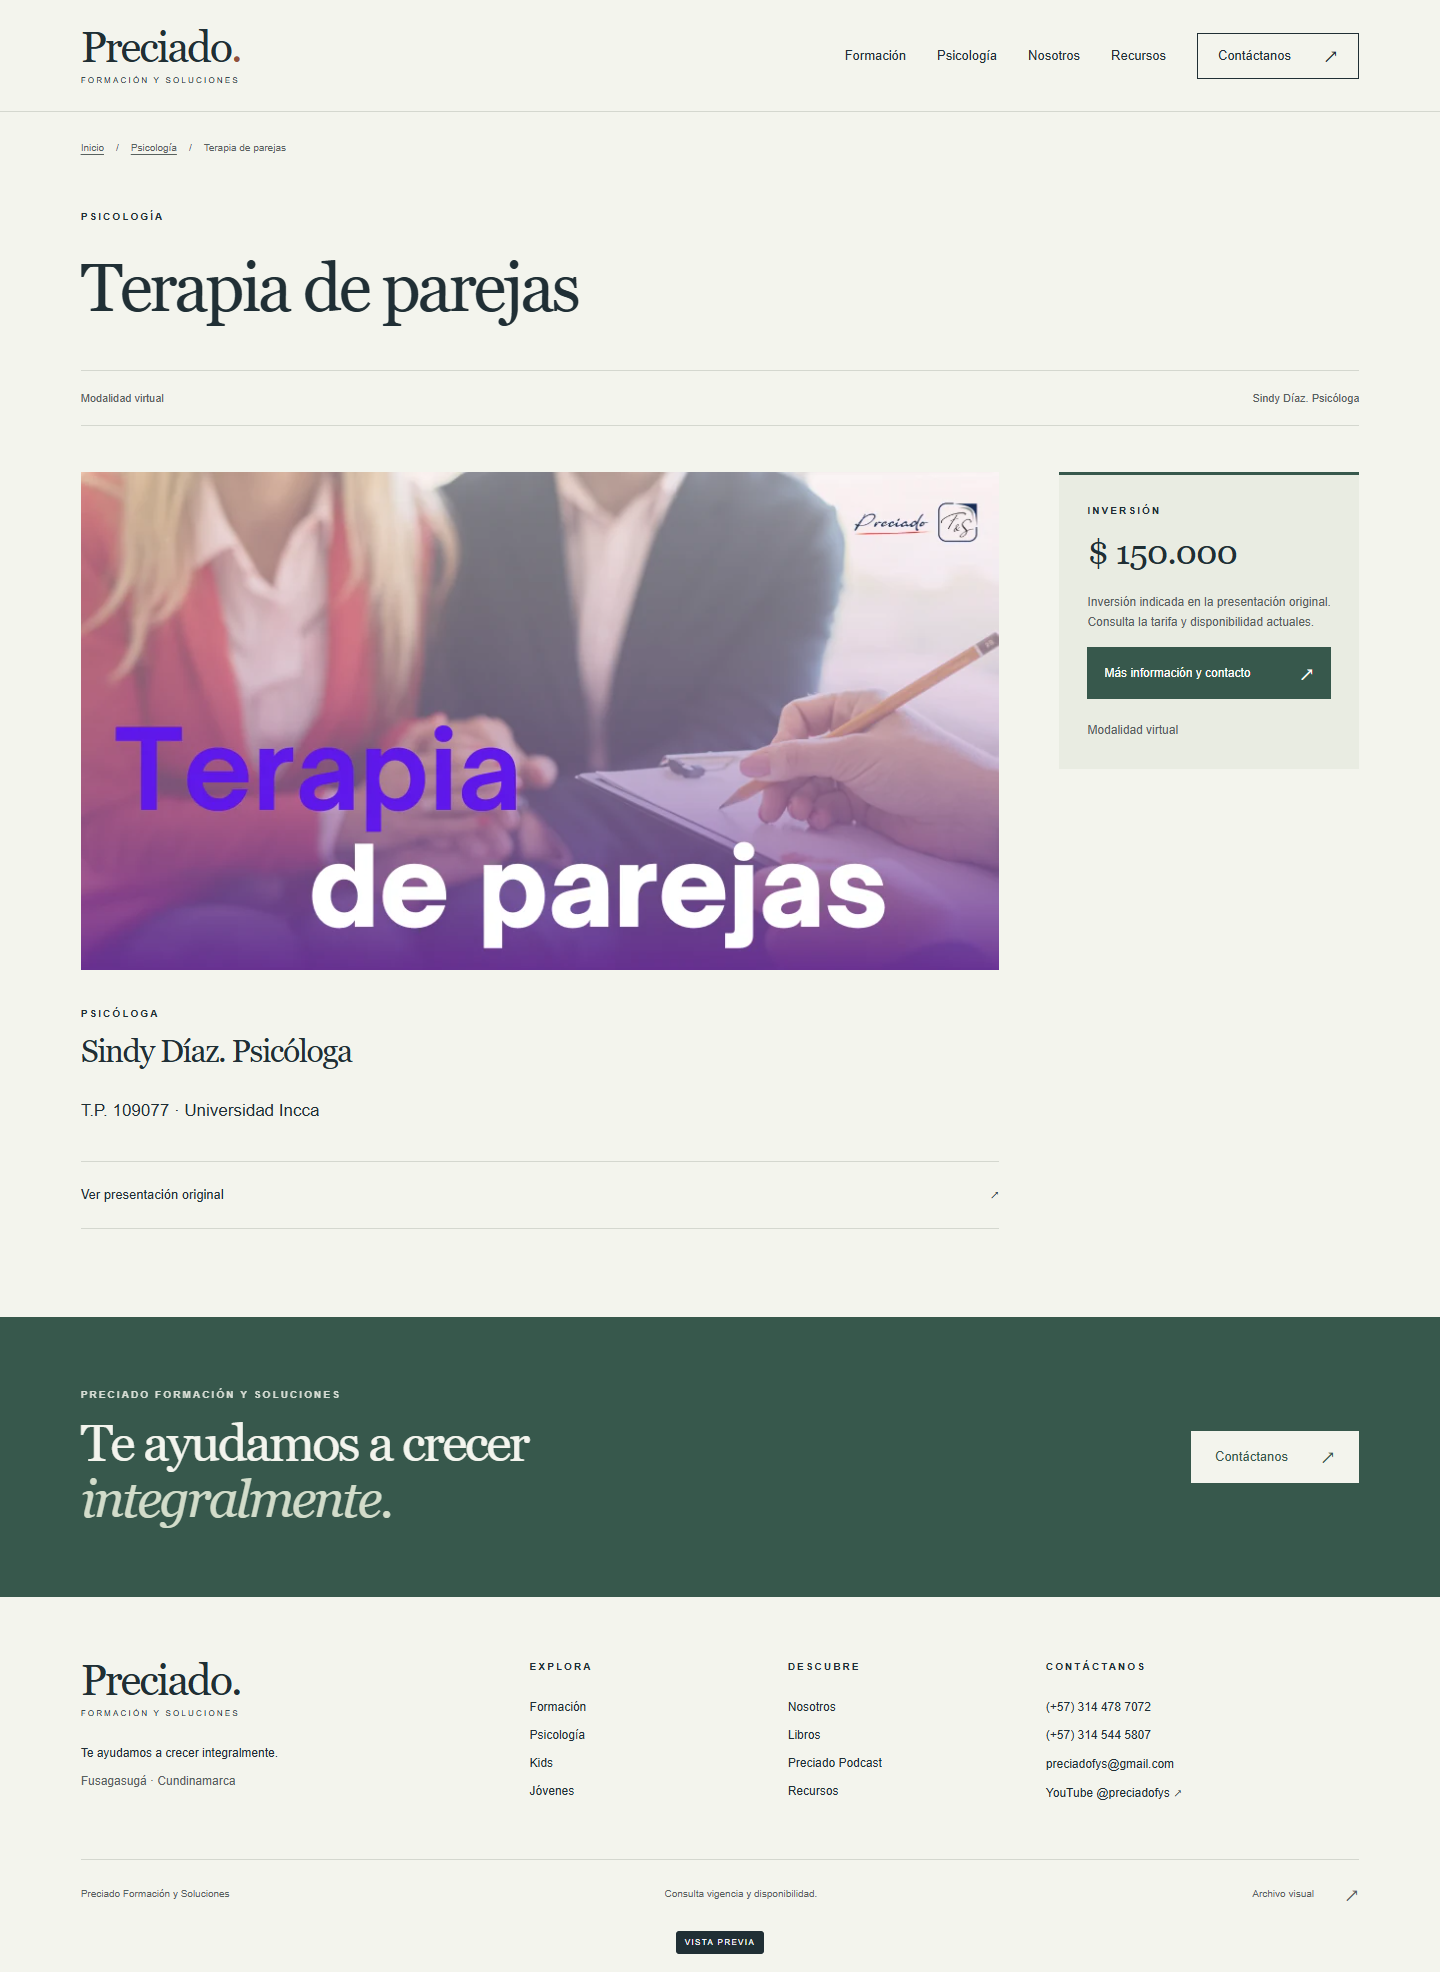 Preciado.
FORMACIÓN Y SOLUCIONES
Formación
Psicología
Nosotros
Recursos
Contáctanos ↗
Inicio / Psicología / Terapia de parejas
PSICOLOGÍA
Terapia de parejas
Modalidad virtual
Sindy Díaz. Psicóloga
Preciado F&S
Terapia
de parejas
INVERSIÓN
$ 150.000
Inversión indicada en la presentación original.
Consulta la tarifa y disponibilidad actuales.
Más información y contacto ↗
Modalidad virtual
PSICÓLOGA
Sindy Díaz. Psicóloga
T.P. 109077 · Universidad Incca
Ver presentación original ↗
PRECIADO FORMACIÓN Y SOLUCIONES
Te ayudamos a crecer
integralmente.
Contáctanos ↗
Preciado.
FORMACIÓN Y SOLUCIONES
Te ayudamos a crecer integralmente.
Fusagasugá · Cundinamarca
EXPLORA
Formación
Psicología
Kids
Jóvenes
DESCUBRE
Nosotros
Libros
Preciado Podcast
Recursos
CONTÁCTANOS
(+57) 314 478 7072
(+57) 314 544 5807
preciadofys@gmail.com
YouTube @preciadofys ↗
Preciado Formación y Soluciones
Consulta vigencia y disponibilidad.
Archivo visual ↗
VISTA PREVIA